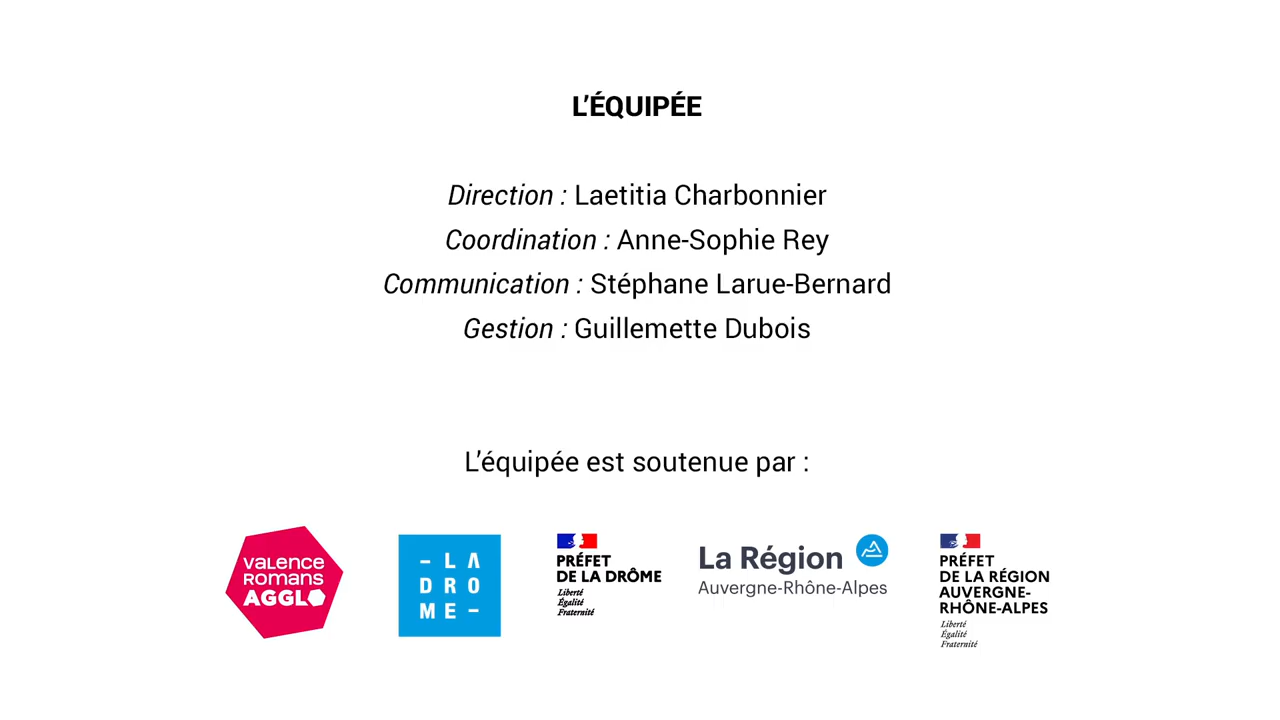 L’ÉQUIPÉE
Direction : Laetitia Charbonnier
Coordination : Anne-Sophie Rey
Communication : Stéphane Larue-Bernard
Gestion : Guillemette Dubois
L’équipée est soutenue par :
valence
Romans
AGGLO
– L A
D R O
M E –
PRÉFET
DE LA DRÔME
Liberté
Égalité
Fraternité
La Région
Auvergne-Rhône-Alpes
PRÉFET
DE LA RÉGION
AUVERGNE-
RHÔNE-ALPES
Liberté
Égalité
Fraternité